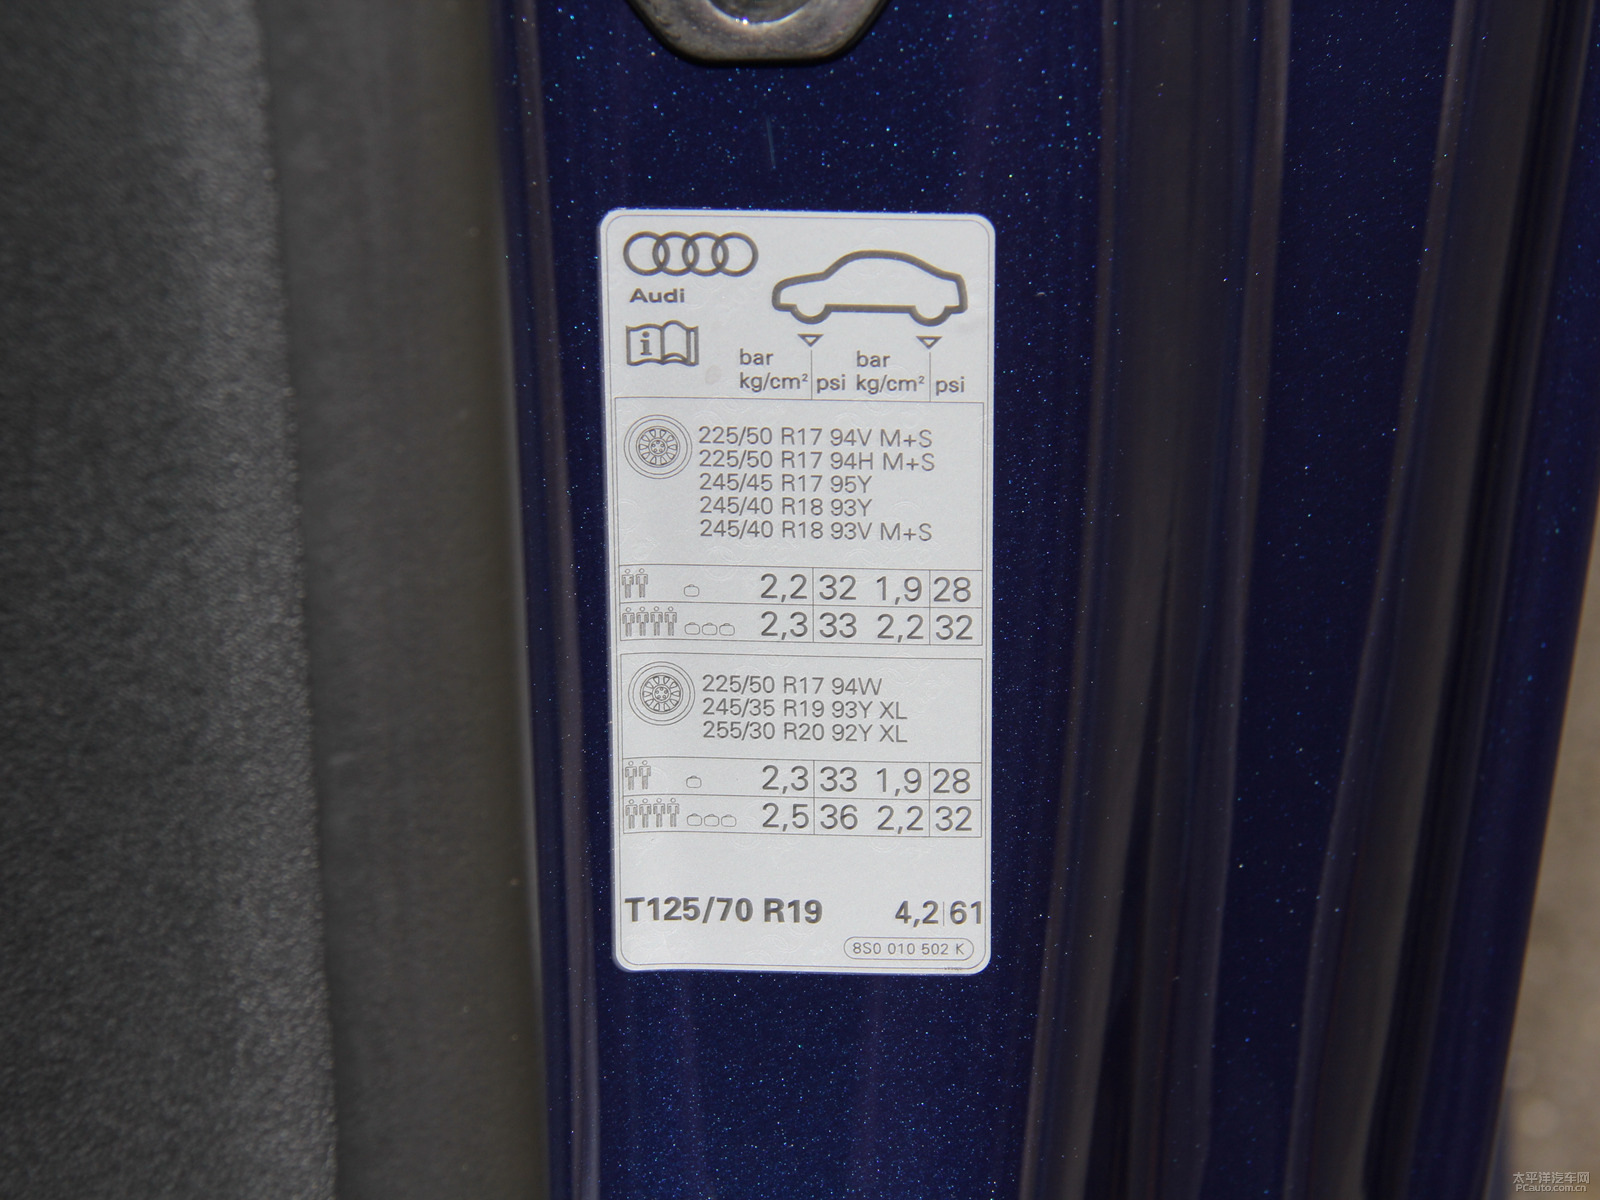 Audi
i
bar bar
kg/cm² psi kg/cm² psi
225/50 R17 94V M+S
225/50 R17 94H M+S
245/45 R17 95Y
245/40 R18 93Y
245/40 R18 93V M+S
2,2 32 1,9 28
2,3 33 2,2 32
225/50 R17 94W
245/35 R19 93Y XL
255/30 R20 92Y XL
2,3 33 1,9 28
2,5 36 2,2 32
T125/70 R19 4,2 61
8S0 010 502 K
太平洋汽车网
PCauto.com.cn